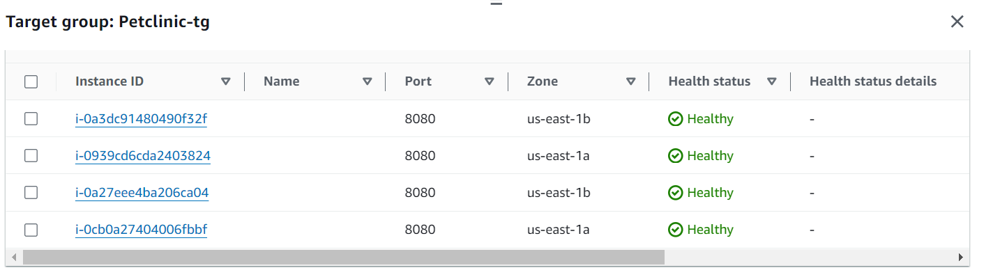 Target group: Petclinic-tg
Instance ID Name Port Zone Health status Health status details
i-0a3dc91480490f32f 8080 us-east-1b Healthy -
i-0939cd6cda2403824 8080 us-east-1a Healthy -
i-0a27eee4ba206ca04 8080 us-east-1b Healthy -
i-0cb0a27404006fbbf 8080 us-east-1a Healthy -